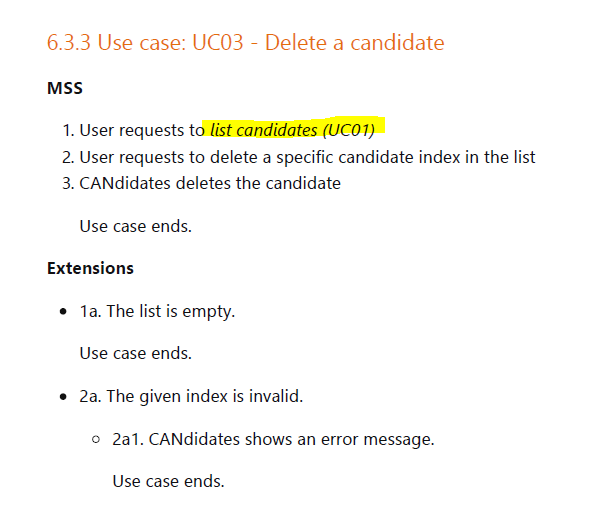 6.3.3 Use case: UC03 - Delete a candidate
MSS
1. User requests to list candidates (UC01)
2. User requests to delete a specific candidate index in the list
3. CANdidates deletes the candidate
Use case ends.
Extensions
• 1a. The list is empty.
Use case ends.
• 2a. The given index is invalid.
○ 2a1. CANdidates shows an error message.
Use case ends.